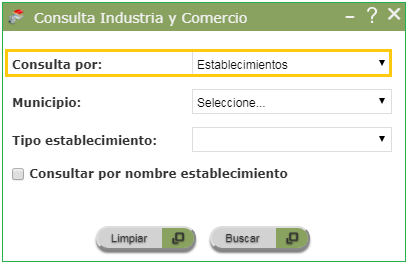 Consulta Industria y Comercio – ? ×
Consulta por: Establecimientos
Municipio: Seleccione...
Tipo establecimiento:
Consultar por nombre establecimiento
Limpiar Buscar